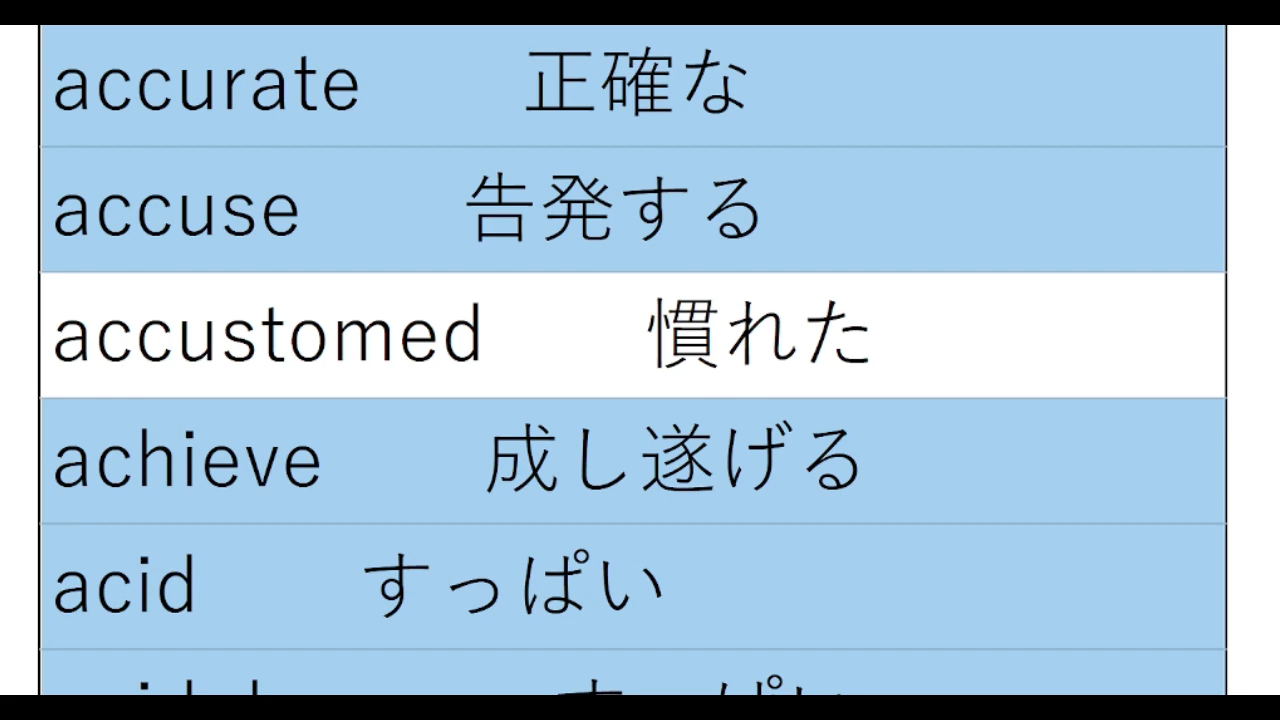 accurate 正確な
accuse 告発する
accustomed 慣れた
achieve 成し遂げる
acid すっぱい